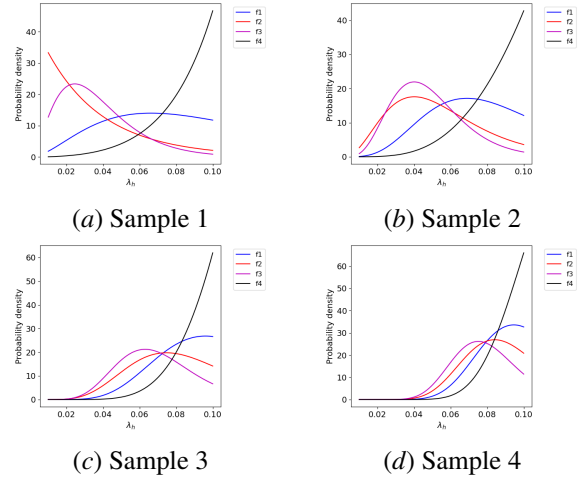 f1
f2
f3
f4
Probability density
40
30
20
10
0
0.02 0.04 0.06 0.08 0.10
λh
(a) Sample 1
f1
f2
f3
f4
Probability density
40
30
20
10
0
0.02 0.04 0.06 0.08 0.10
λh
(b) Sample 2
f1
f2
f3
f4
Probability density
60
50
40
30
20
10
0
0.02 0.04 0.06 0.08 0.10
λh
(c) Sample 3
f1
f2
f3
f4
Probability density
60
50
40
30
20
10
0
0.02 0.04 0.06 0.08 0.10
λh
(d) Sample 4